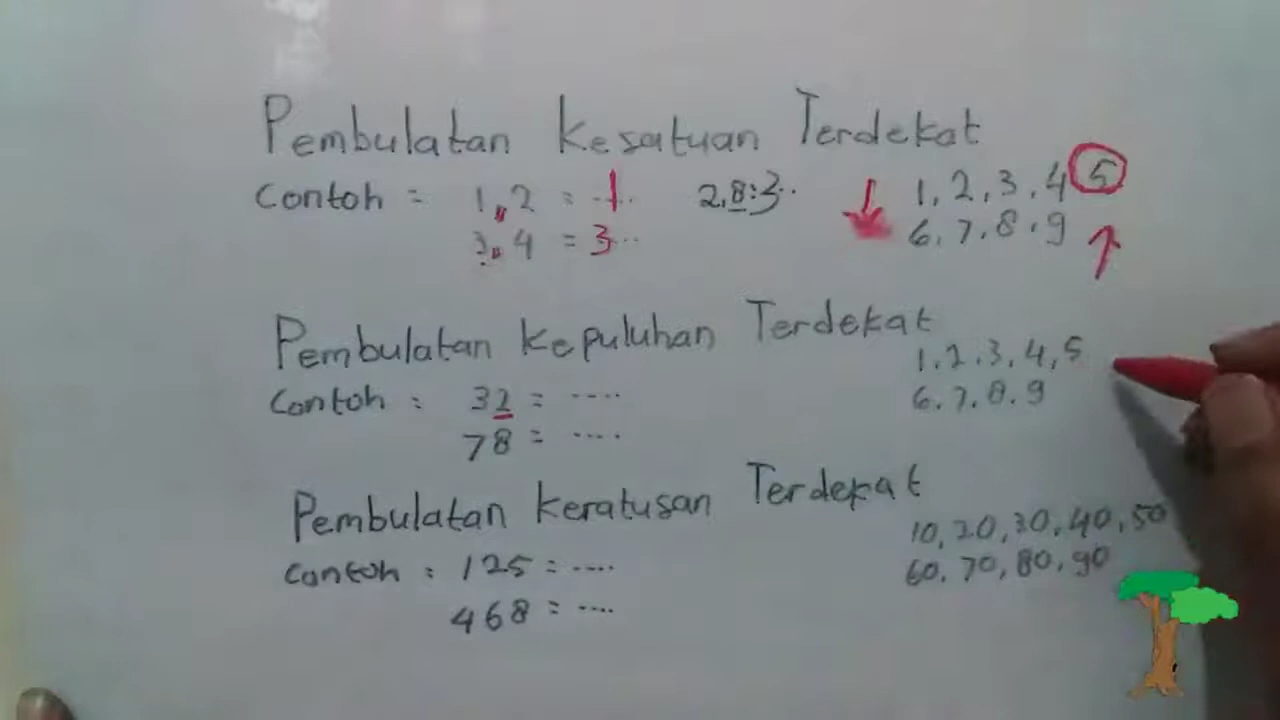 Pembulatan Kesatuan Terdekat
Contoh = 1,2 = 1.. 2,8:3.. 1,2,3,4 5
3,4 = 3... 6,7,8,9
Pembulatan Kepuluhan Terdekat
1,2,3,4,5
Contoh : 32 = ....
6.7.8.9
78 = ....
Pembulatan Keratusan Terdekat
10,20,30,40,50
Contoh : 125 = ....
60,70,80,90
468 = ....